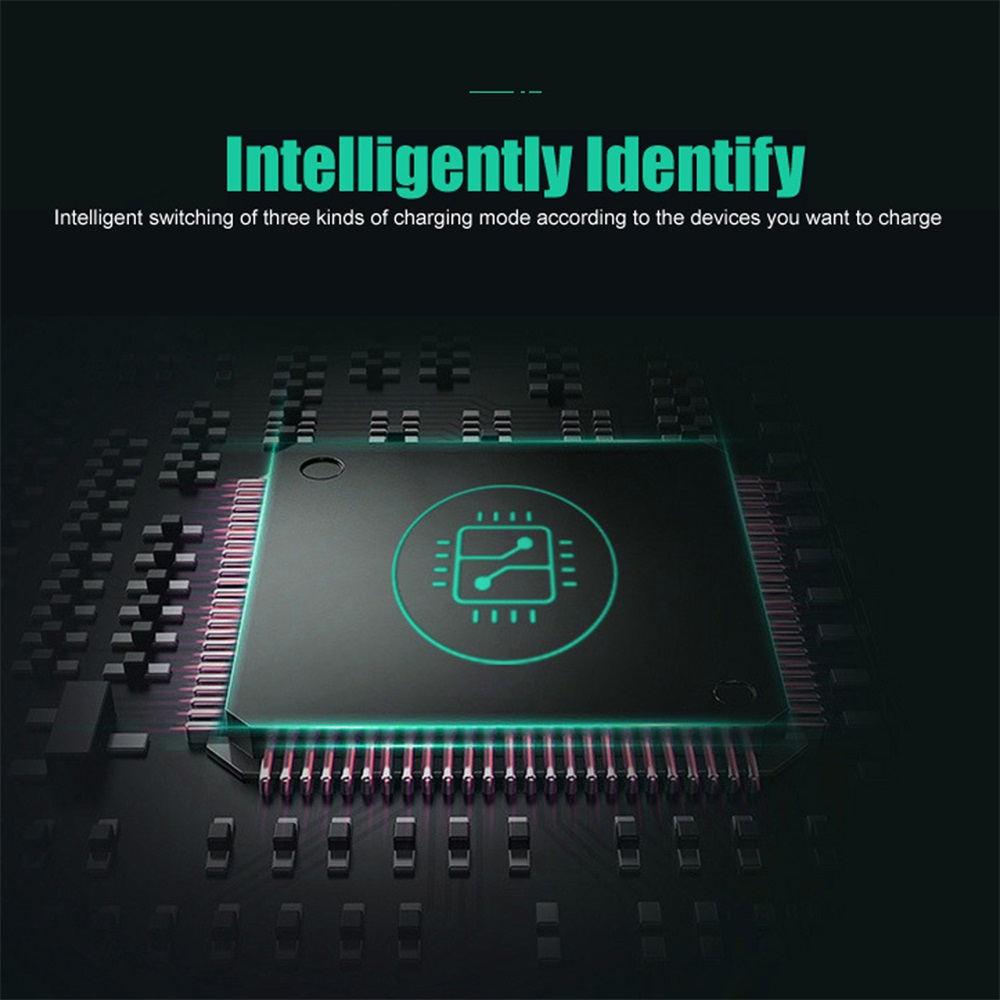 Intelligently Identify
Intelligent switching of three kinds of charging mode according to the devices you want to charge